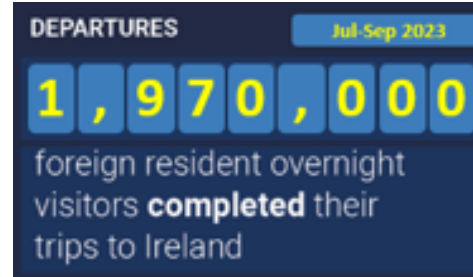 DEPARTURES Jul-Sep 2023
1,970,000
foreign resident overnight
visitors completed their
trips to Ireland